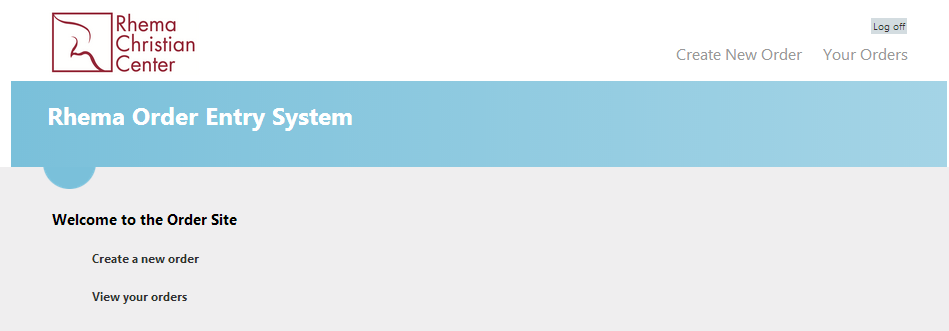 Rhema
Christian
Center
Log off
Create New Order
Your Orders
Rhema Order Entry System
Welcome to the Order Site
Create a new order
View your orders